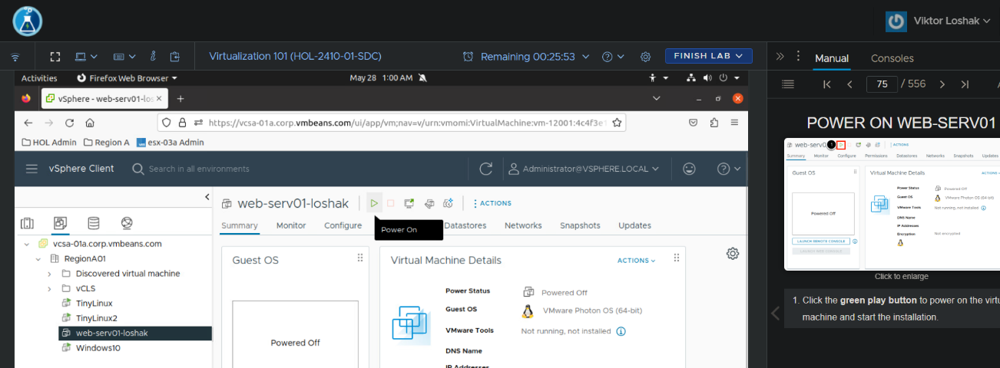 Viktor Loshak
Virtualization 101 (HOL-2410-01-SDC)
Remaining 00:25:53
FINISH LAB
Manual
Consoles
Activities
Firefox Web Browser
May 28 1:00 AM
75 / 556
vSphere - web-serv01-los
https://vcsa-01a.corp.vmbeans.com/ui/app/vm;nav=v/urn:vmomi:VirtualMachine:vm-12001:4c4f3e1
HOL Admin
Region A
esx-03a Admin
vSphere Client
Search in all environments
Administrator@VSPHERE.LOCAL
web-serv01-loshak
ACTIONS
Summary
Monitor
Configure
Power On
Datastores
Networks
Snapshots
Updates
vcsa-01a.corp.vmbeans.com
RegionA01
Discovered virtual machine
vCLS
TinyLinux
TinyLinux2
web-serv01-loshak
Windows10
Guest OS
Powered Off
Virtual Machine Details
ACTIONS
Power Status
Powered Off
Guest OS
VMware Photon OS (64-bit)
VMware Tools
Not running, not installed
DNS Name
IP Addresses
POWER ON WEB-SERV01
web-serv0
1
ACTIONS
Summary
Monitor
Configure
Permissions
Datastores
Networks
Snapshots
Updates
Guest OS
Powered Off
LAUNCH REMOTE CONSOLE
LAUNCH WEB CONSOLE
Virtual Machine Details
ACTIONS
Power Status
Powered Off
Guest OS
VMware Photon OS (64-bit)
VMware Tools
Not running, not installed
DNS Name
IP Addresses
Encryption
Not encrypted
Click to enlarge
1. Click the green play button to power on the virtu
machine and start the installation.